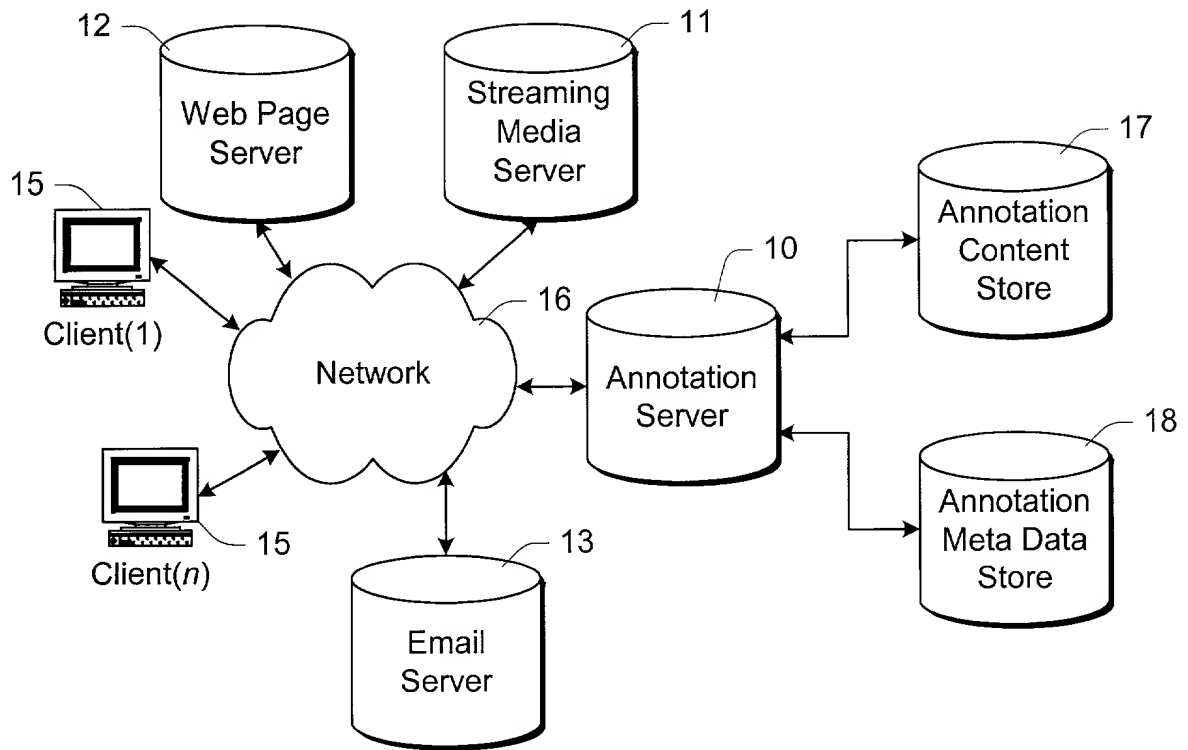 12
Web Page
Server
11
Streaming
Media
Server
17
Annotation
Content
Store
15
Client(1)
16
Network
10
Annotation
Server
18
Annotation
Meta Data
Store
15
Client(n)
13
Email
Server